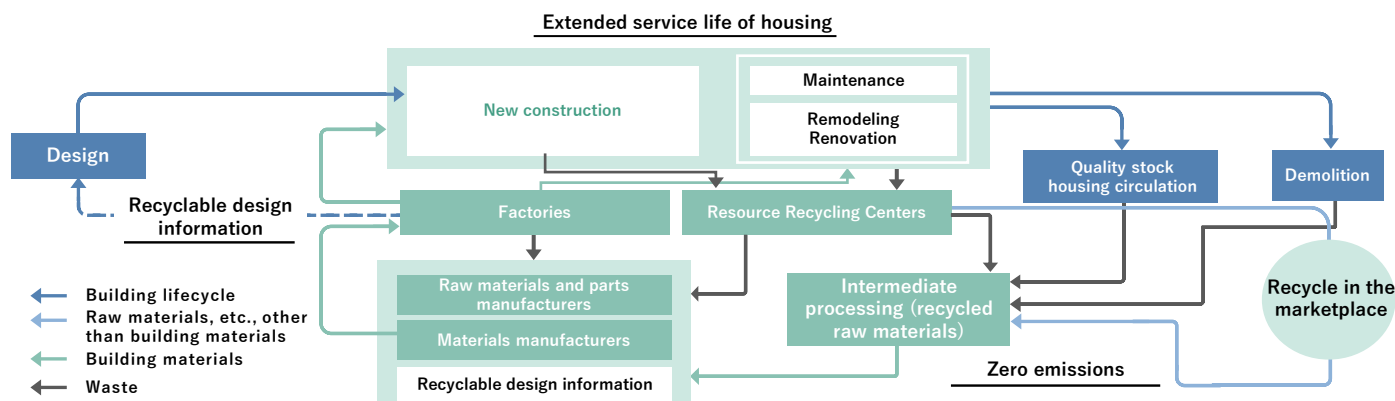 Extended service life of housing
New construction
Maintenance
Remodeling
Renovation
Design
Quality stock
housing circulation
Demolition
Recyclable design
information
Factories
Resource Recycling Centers
Raw materials and parts
manufacturers
Materials manufacturers
Recyclable design information
Intermediate
processing (recycled
raw materials)
Recycle in the
marketplace
Zero emissions
Building lifecycle
Raw materials, etc., other
than building materials
Building materials
Waste